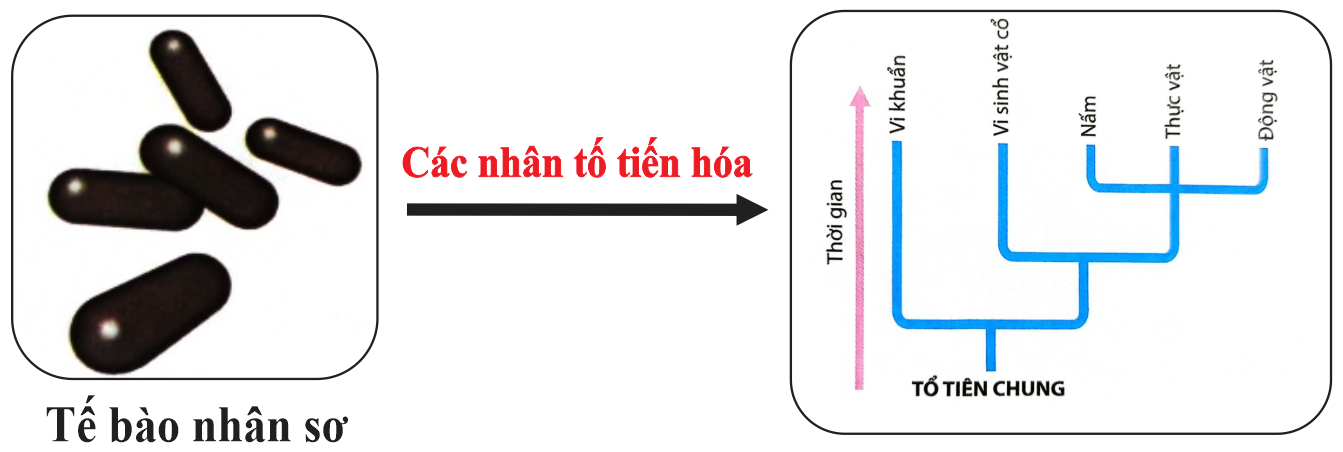 Tế bào nhân sơ
Các nhân tố tiến hóa
Thời gian
Vi khuẩn
Vi sinh vật cổ
Nấm
Thực vật
Động vật
TỔ TIÊN CHUNG